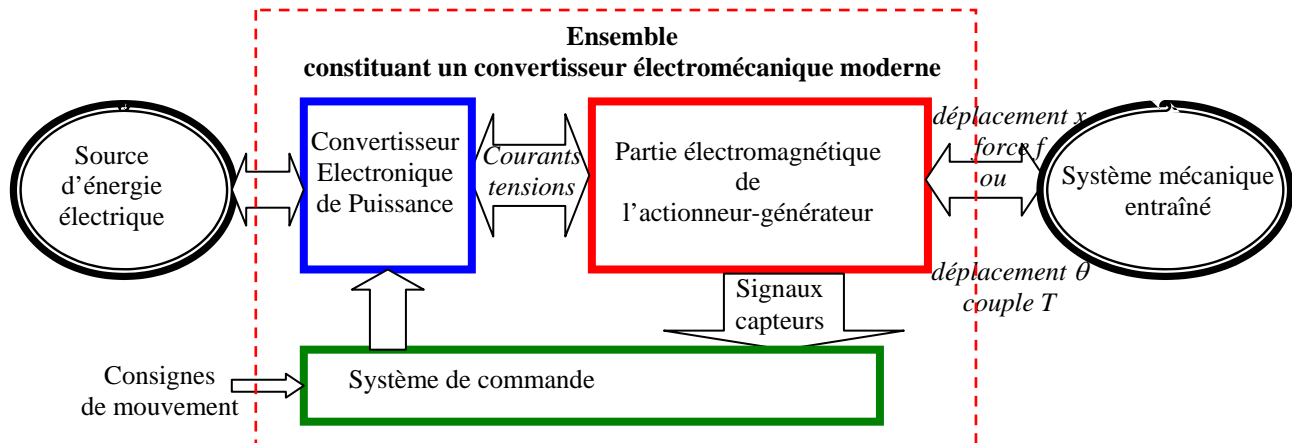 Ensemble
constituant un convertisseur électromécanique moderne
Source
d’énergie
électrique
Convertisseur
Electronique
de Puissance
Courants
tensions
Partie électromagnétique
de
l’actionneur-générateur
déplacement x
force f
ou
déplacement θ
couple T
Système mécanique
entraîné
Signaux
capteurs
Consignes
de mouvement
Système de commande